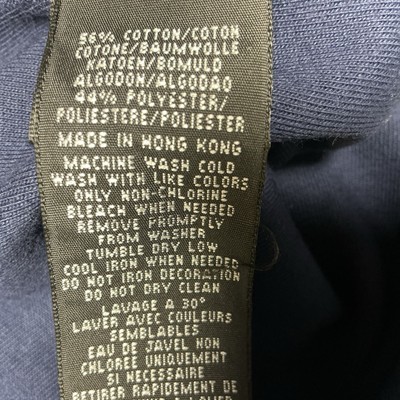 56% COTTON/COTON
COTONE/BAUMWOLLE
KATOEN/BOMULD
ALGODON/ALGODAO
44% POLYESTER/
POLIESTERE/POLIESTER
MADE IN HONG KONG
MACHINE WASH COLD
WASH WITH LIKE COLORS
ONLY NON-CHLORINE
BLEACH WHEN NEEDED
REMOVE PROMPTLY
FROM WASHER
TUMBLE DRY LOW
COOL IRON WHEN NEEDED
DO NOT IRON DECORATION
DO NOT DRY CLEAN
LAVAGE A 30°
LAVER AVEC COULEURS
SEMBLABLES
EAU DE JAVEL NON
CHLOREE UNIQUEMENT
SI NECESSAIRE
RETIRER RAPIDEMENT DE